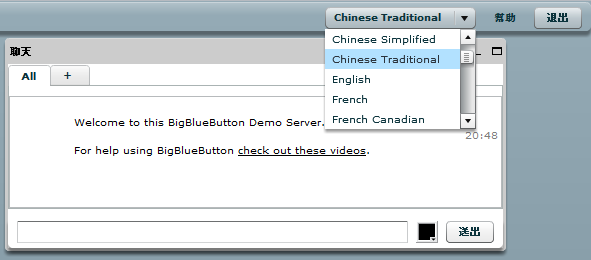 Chinese Traditional 幫助 退出
聊天
Chinese Simplified
Chinese Traditional
English
French
French Canadian
All +
Welcome to this BigBlueButton Demo Server.
20:48
For help using BigBlueButton check out these videos.
送出